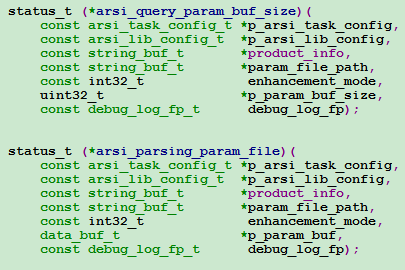 status_t (*arsi_query_param_buf_size)(
const arsi_task_config_t *p_arsi_task_config,
const arsi_lib_config_t *p_arsi_lib_config,
const string_buf_t *product_info,
const string_buf_t *param_file_path,
const int32_t enhancement_mode,
uint32_t *p_param_buf_size,
const debug_log_fp_t debug_log_fp);
status_t (*arsi_parsing_param_file)(
const arsi_task_config_t *p_arsi_task_config,
const arsi_lib_config_t *p_arsi_lib_config,
const string_buf_t *product_info,
const string_buf_t *param_file_path,
const int32_t enhancement_mode,
data_buf_t *p_param_buf,
const debug_log_fp_t debug_log_fp);